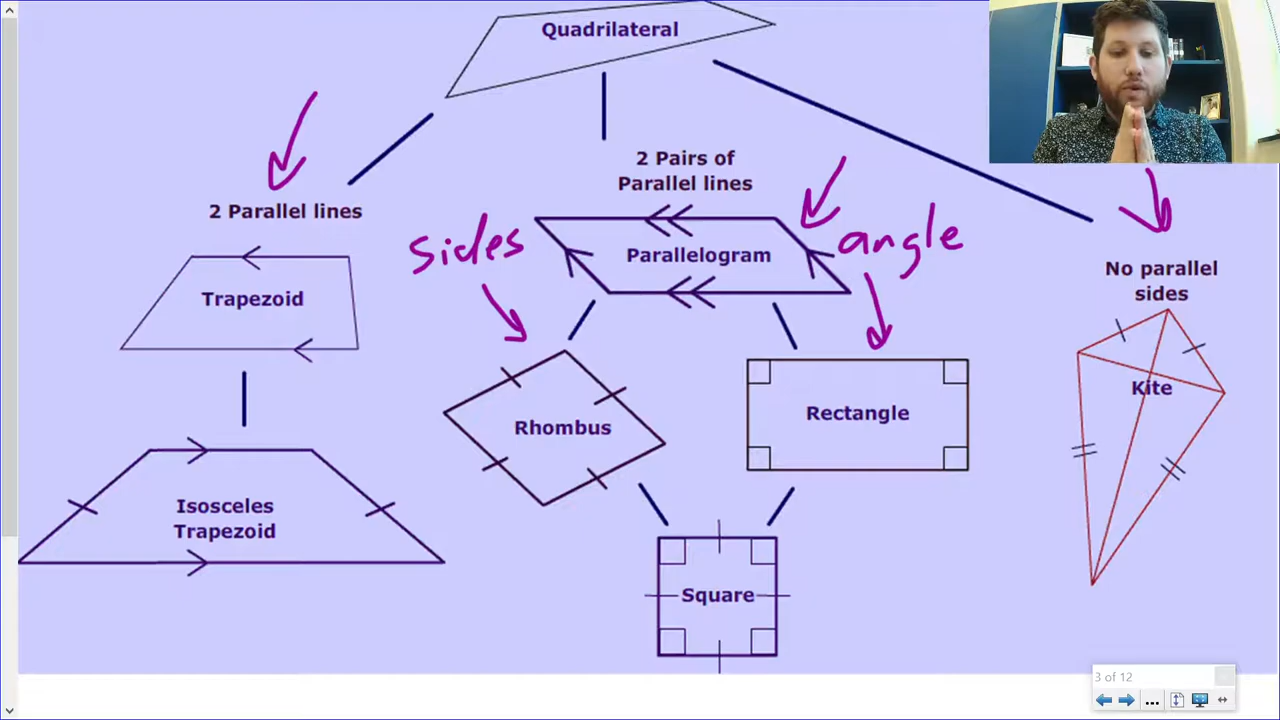 Quadrilateral
2 Pairs of
Parallel lines
2 Parallel lines
sides
Parallelogram
angle
No parallel
sides
Trapezoid
Kite
Rhombus
Rectangle
Isosceles
Trapezoid
Square
3 of 12
...